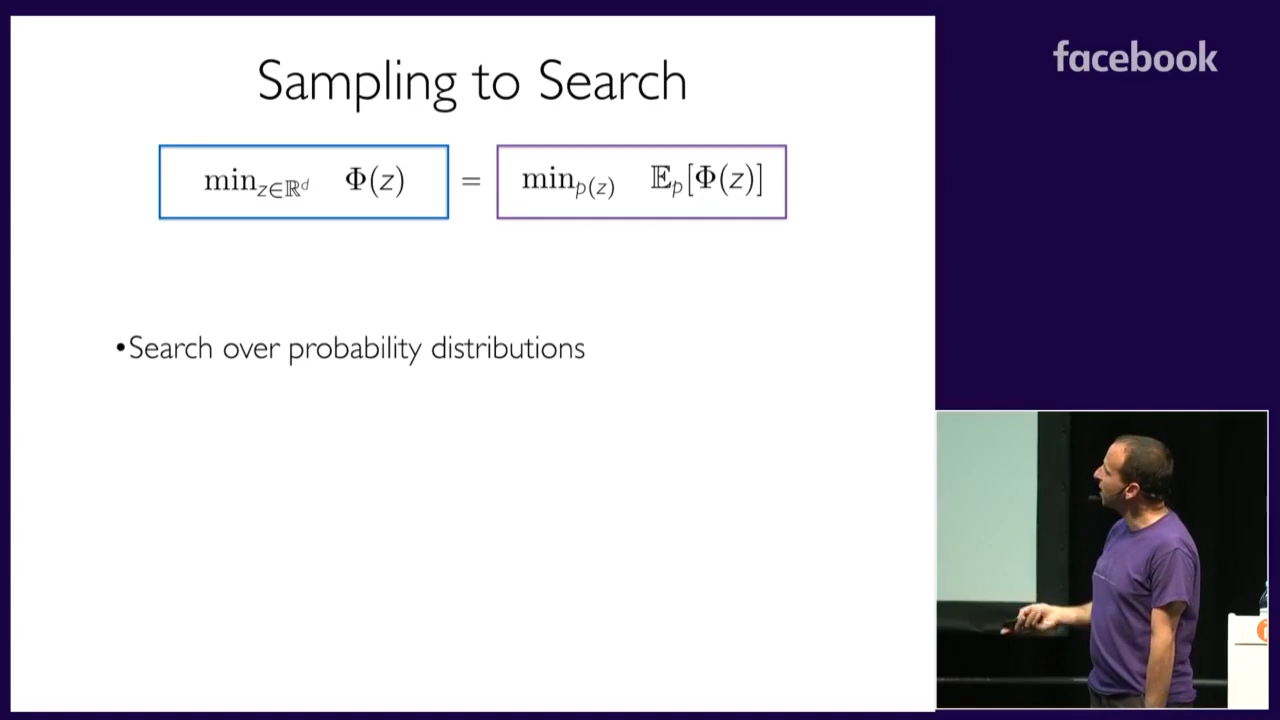 Sampling to Search
min_{z∈ℝ^d} Φ(z) = min_{p(z)} 𝔼_p[Φ(z)]
•Search over probability distributions
facebook